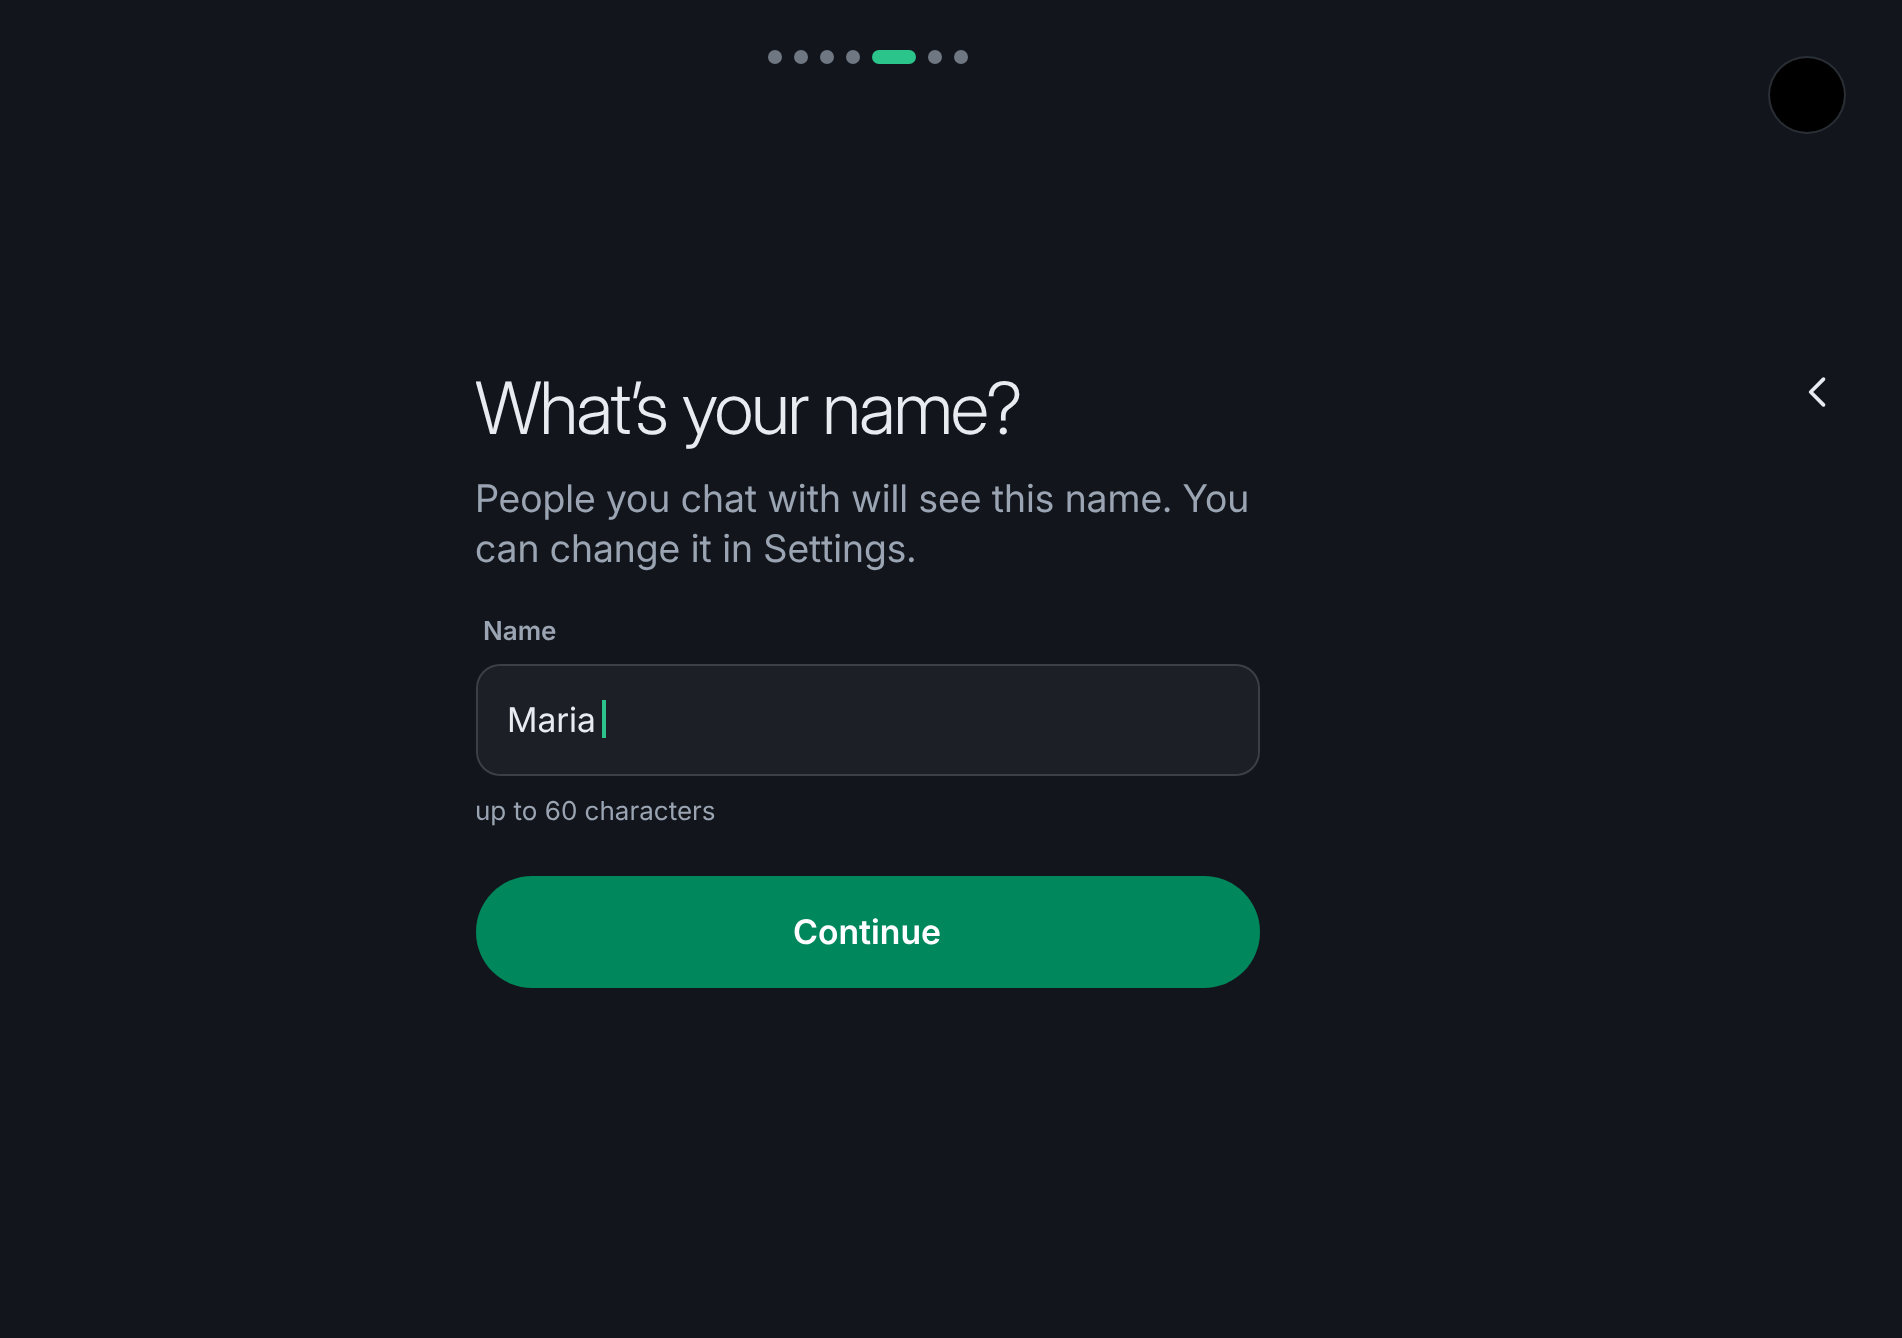 What’s your name?
People you chat with will see this name. You
can change it in Settings.
Name
Maria
up to 60 characters
Continue